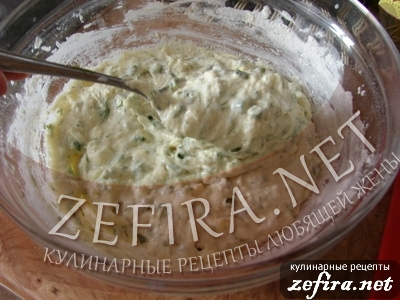 ZEFIRA.NET
КУЛИНАРНЫЕ РЕЦЕПТЫ ЛЮБЯЩЕЙ ЖЕНЫ
кулинарные рецепты
zefira.net